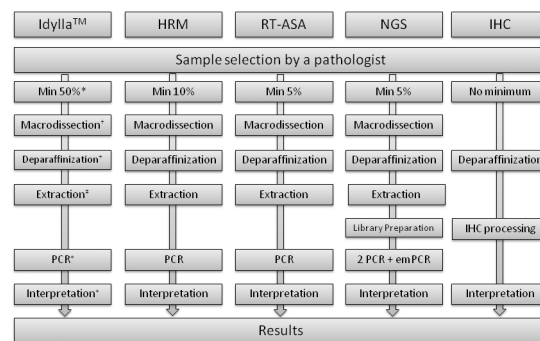 Idylla™ HRM RT-ASA NGS IHC
Sample selection by a pathologist
Min 50%* Min 10% Min 5% Min 5% No minimum
Macrodissection⁺ Macrodissection Macrodissection Macrodissection
Deparaffinization⁺ Deparaffinization Deparaffinization Deparaffinization Deparaffinization
Extraction‡ Extraction Extraction Extraction
Library Preparation IHC processing
PCR⁺ PCR PCR 2 PCR + emPCR
Interpretation⁺ Interpretation Interpretation Interpretation Interpretation
Results